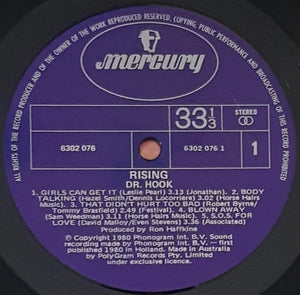 ALL RIGHTS OF THE RECORD PRODUCER AND OF THE OWNER OF THE WORK REPRODUCED RESERVED. COPYING, PUBLIC PERFORMANCE AND BROADCASTING OF THIS RECORD PROHIBITED
mercury
33 1/3
STEREO
6302 076
6302 076 1
1
RISING
DR. HOOK
1. GIRLS CAN GET IT (Leslie Pearl) 3.13 (Jonathan). 2. BODY
TALKING (Hazel Smith/Dennis Locorriere) 3.02 (Horse Hairs
Music). 3. THAT DIDN'T HURT TOO BAD (Robert Byrne/
Tommy Brasfield) 2.49 (Festival). 4. BLOWN AWAY
(Sam Weedman) 3.11 (Horse Hairs Music). 5. S.O.S. FOR
LOVE (David Malloy/Even Stevens) 3.36 (Associated)
Produced by Ron Haffkine
℗ Copyright 1980 Phonogram Int. B.V. Sound
recording made by Phonogram Int. B.V. — first
published 1980 in Holland. Made in Australia
by PolyGram Records Pty. Limited
under exclusive licence.